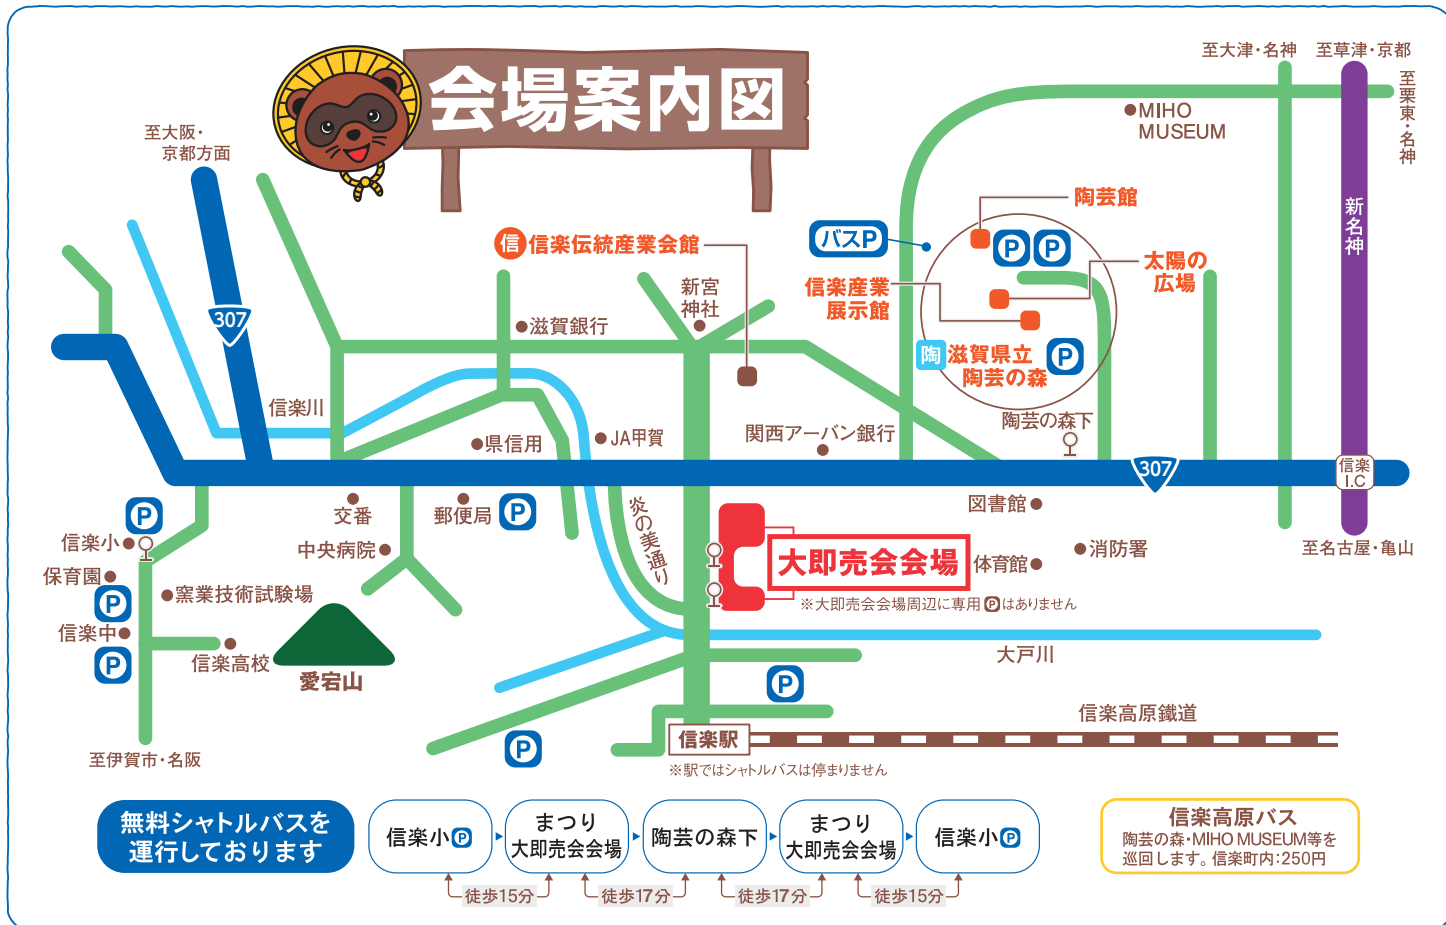 会場案内図
至大津・名神
至草津・京都
至栗東・名神
MIHO
MUSEUM
至大阪・
京都方面
新名神
陶芸館
バスP
信 信楽伝統産業会館
太陽の
広場
信楽産業
展示館
新宮
神社
P
P
307
滋賀銀行
陶 滋賀県立
陶芸の森
P
信楽川
陶芸の森下
県信用
JA甲賀
関西アーバン銀行
307
信楽
I.C
P
交番
郵便局
P
炎の美通り
図書館
信楽小
中央病院
大即売会会場
体育館
消防署
至名古屋・亀山
保育園
P
窯業技術試験場
※大即売会会場周辺に専用Pはありません
信楽中
P
信楽高校
愛宕山
大戸川
P
信楽高原鐵道
信楽駅
P
至伊賀市・名阪
※駅ではシャトルバスは停まりません
無料シャトルバスを
運行しております
信楽小P
まつり
大即売会会場
陶芸の森下
まつり
大即売会会場
信楽小P
徒歩15分
徒歩17分
徒歩17分
徒歩15分
信楽高原バス
陶芸の森・MIHO MUSEUM等を
巡回します。信楽町内:250円